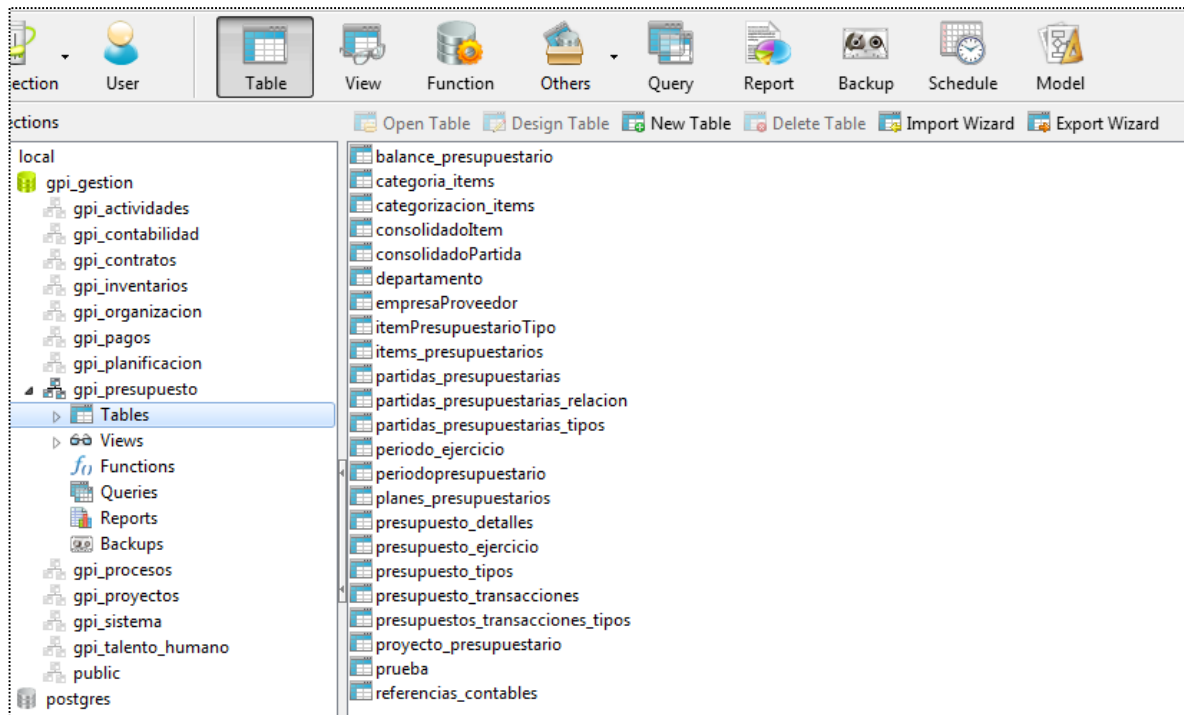 ection User Table View Function Others Query Report Backup Schedule Model
ections Open Table Design Table New Table Delete Table Import Wizard Export Wizard
local
gpi_gestion
gpi_actividades
gpi_contabilidad
gpi_contratos
gpi_inventarios
gpi_organizacion
gpi_pagos
gpi_planificacion
gpi_presupuesto
Tables
Views
Functions
Queries
Reports
Backups
gpi_procesos
gpi_proyectos
gpi_sistema
gpi_talento_humano
public
postgres
balance_presupuestario
categoria_items
categorizacion_items
consolidadoItem
consolidadoPartida
departamento
empresaProveedor
itemPresupuestarioTipo
items_presupuestarios
partidas_presupuestarias
partidas_presupuestarias_relacion
partidas_presupuestarias_tipos
periodo_ejercicio
periodopresupuestario
planes_presupuestarios
presupuesto_detalles
presupuesto_ejercicio
presupuesto_tipos
presupuesto_transacciones
presupuestos_transacciones_tipos
proyecto_presupuestario
prueba
referencias_contables